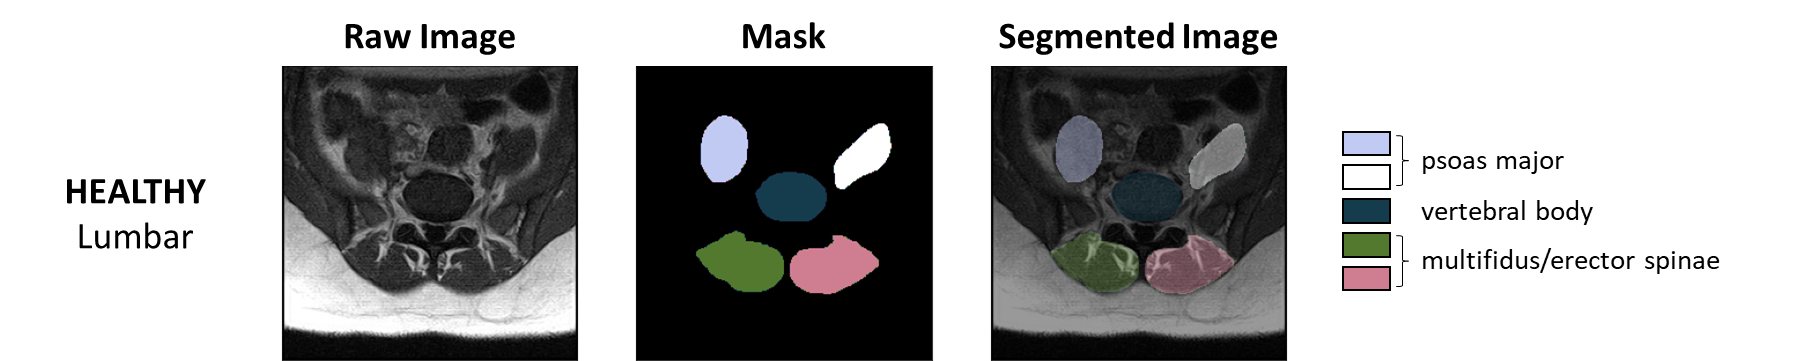 Raw Image
Mask
Segmented Image
HEALTHY
Lumbar
psoas major
vertebral body
multifidus/erector spinae